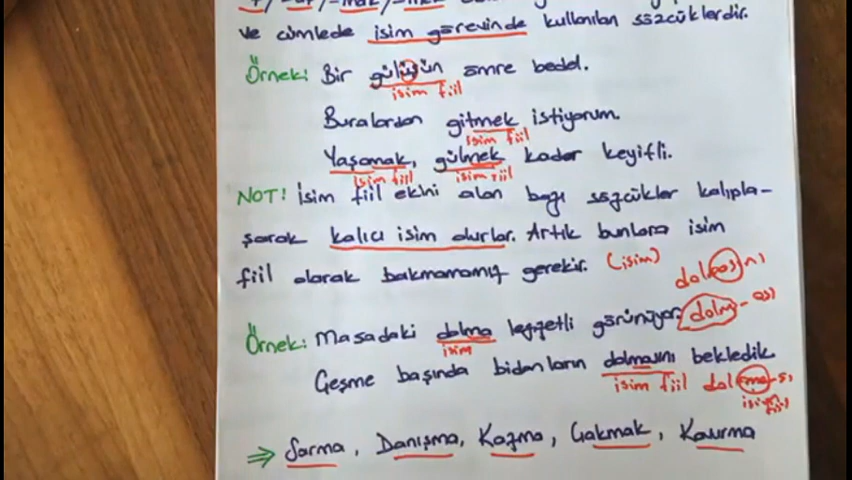 ve cümlede isim görevinde kullanılan sözcüklerdir.
Örnek: Bir gülüşün ömre bedel.
isim fiil
Buralardan gitmek istiyorum.
isim fiil
Yaşamak, gülmek kadar keyifli.
isim fiil isim fiil
NOT! İsim fiil ekini alan bazı sözcükler kalıpla-
şarak kalıcı isim olurlar. Artık bunlara isim
fiil olarak bakmamamız gerekir. (isim)
Örnek: Masadaki dolma lezzetli görünüyor.
isim
Çeşme başında bidonların dolmasını bekledik
isim fiil
isim fiil
⇒ Sarma, Danışma, Kazma, Çakmak, Kavurma